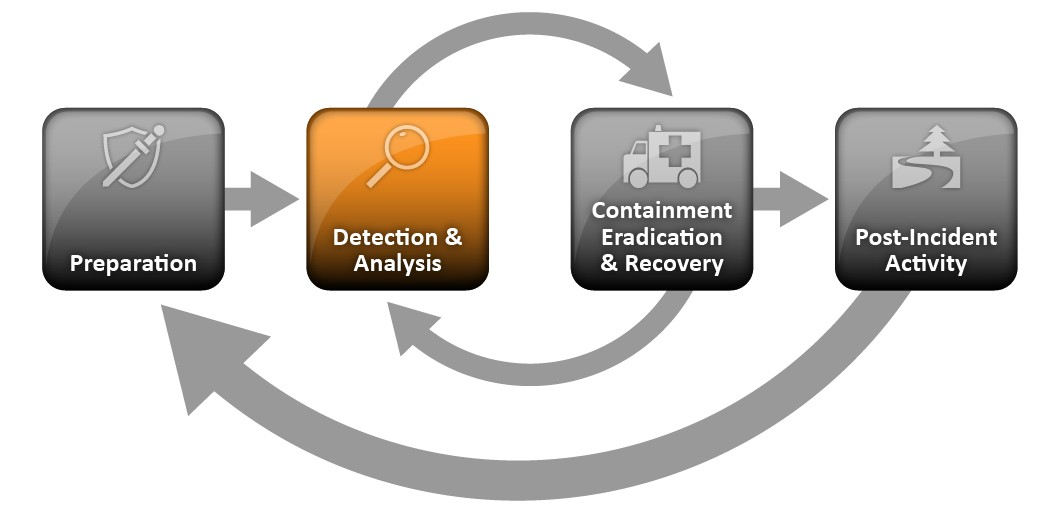 Preparation
Detection &
Analysis
Containment
Eradication
& Recovery
Post-Incident
Activity